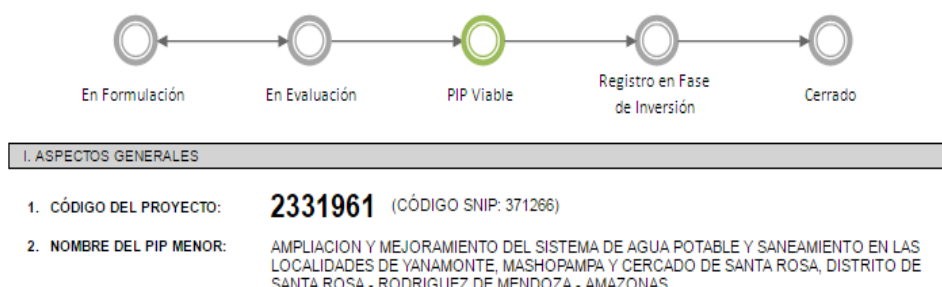 En Formulación
En Evaluación
PIP Viable
Registro en Fase
de Inversión
Cerrado
I. ASPECTOS GENERALES
1. CÓDIGO DEL PROYECTO: 2331961 (CÓDIGO SNIP: 371266)
2. NOMBRE DEL PIP MENOR: AMPLIACION Y MEJORAMIENTO DEL SISTEMA DE AGUA POTABLE Y SANEAMIENTO EN LAS
LOCALIDADES DE YANAMONTE, MASHOPAMPA Y CERCADO DE SANTA ROSA, DISTRITO DE
SANTA ROSA - RODRIGUEZ DE MENDOZA - AMAZONAS